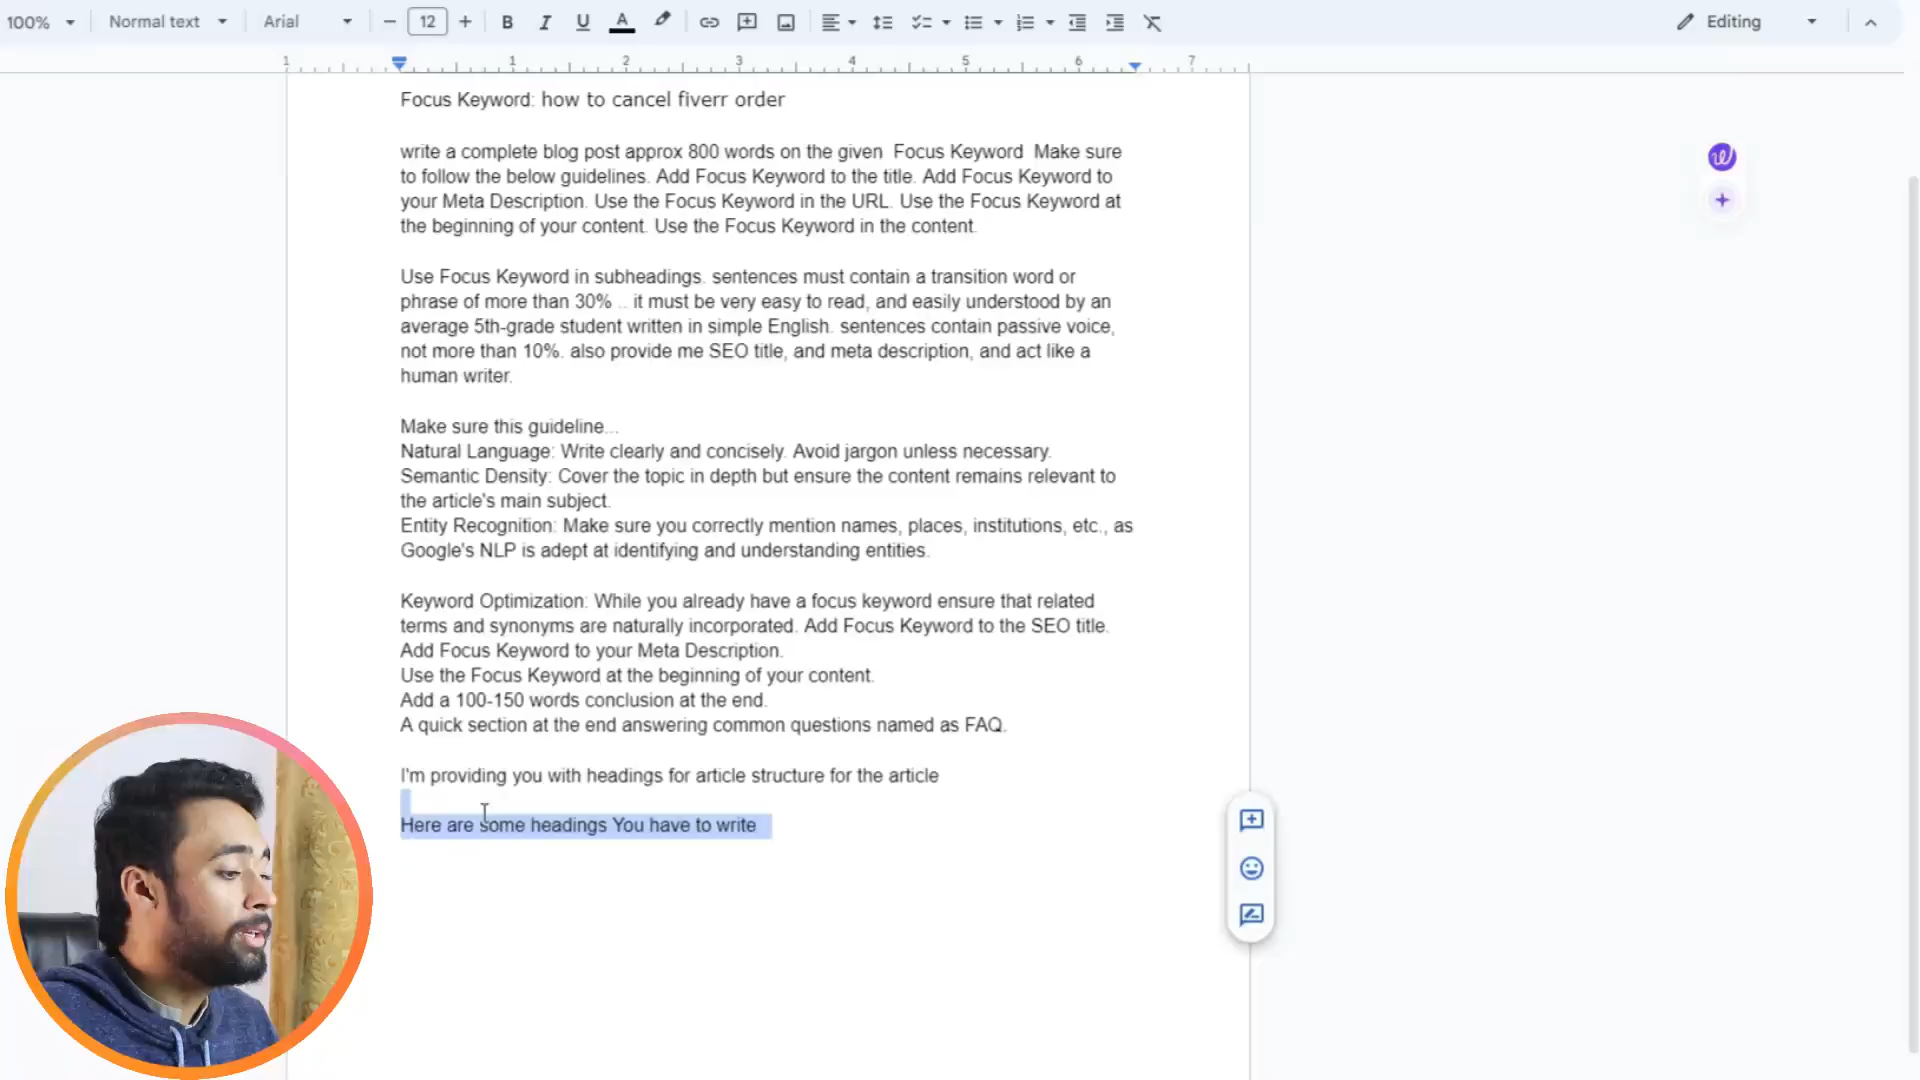 100%
Normal text
Arial
12
B
I
U
A
Editing
1
1
2
3
4
5
6
7
Focus Keyword: how to cancel fiverr order
write a complete blog post approx 800 words on the given  Focus Keyword  Make sure
to follow the below guidelines. Add Focus Keyword to the title. Add Focus Keyword to
your Meta Description. Use the Focus Keyword in the URL. Use the Focus Keyword at
the beginning of your content. Use the Focus Keyword in the content.
Use Focus Keyword in subheadings. sentences must contain a transition word or
phrase of more than 30% .. it must be very easy to read, and easily understood by an
average 5th-grade student written in simple English. sentences contain passive voice,
not more than 10%. also provide me SEO title, and meta description, and act like a
human writer.
Make sure this guideline...
Natural Language: Write clearly and concisely. Avoid jargon unless necessary.
Semantic Density: Cover the topic in depth but ensure the content remains relevant to
the article's main subject.
Entity Recognition: Make sure you correctly mention names, places, institutions, etc., as
Google's NLP is adept at identifying and understanding entities.
Keyword Optimization: While you already have a focus keyword ensure that related
terms and synonyms are naturally incorporated. Add Focus Keyword to the SEO title.
Add Focus Keyword to your Meta Description.
Use the Focus Keyword at the beginning of your content.
Add a 100-150 words conclusion at the end.
A quick section at the end answering common questions named as FAQ.
I'm providing you with headings for article structure for the article
Here are some headings You have to write